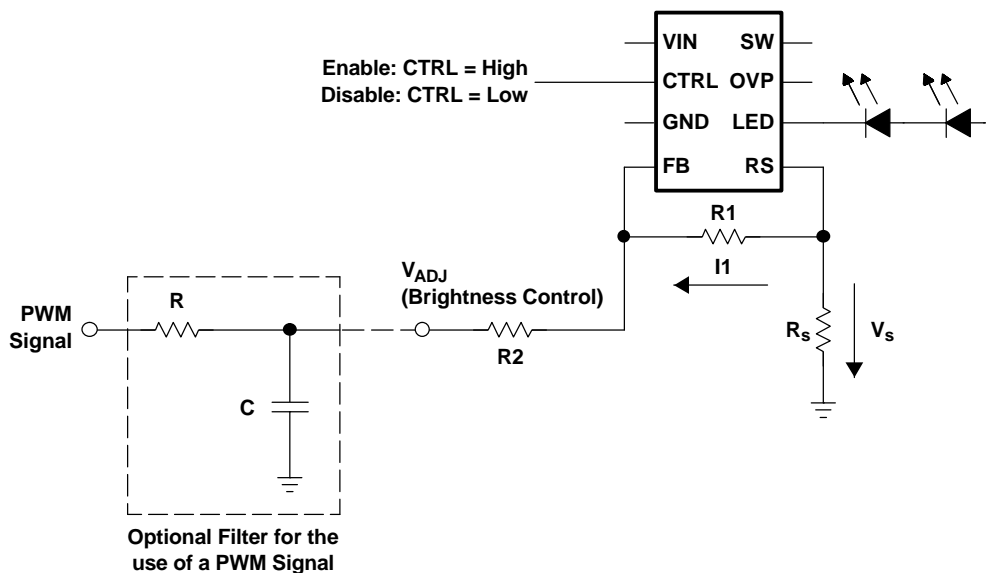 Enable: CTRL = High
Disable: CTRL = Low
VIN
SW
CTRL
OVP
GND
LED
FB
RS
R1
I1
VADJ
(Brightness Control)
R2
Rs
Vs
PWM
Signal
R
C
Optional Filter for the
use of a PWM Signal